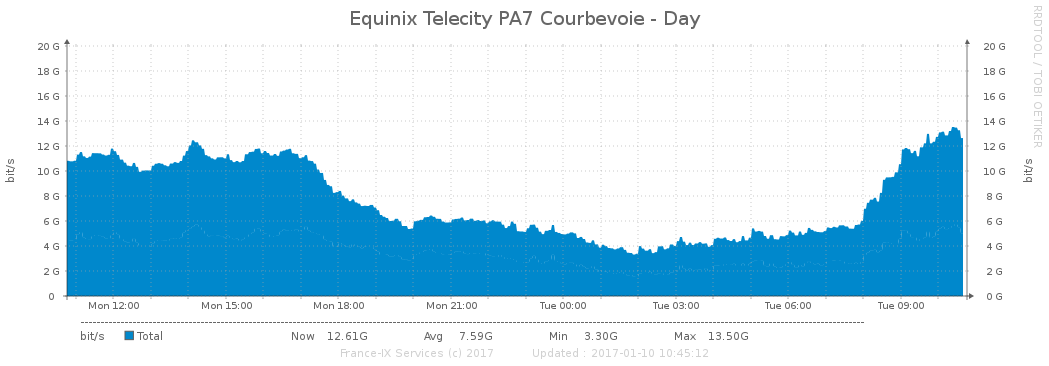 Equinix Telecity PA7 Courbevoie - Day
RRDTOOL / TOBI OETIKER
bit/s
20 G 20 G
18 G 18 G
16 G 16 G
14 G 14 G
12 G 12 G
10 G 10 G
8 G 8 G
6 G 6 G
4 G 4 G
2 G 2 G
0 0 G
bit/s
Mon 12:00 Mon 15:00 Mon 18:00 Mon 21:00 Tue 00:00 Tue 03:00 Tue 06:00 Tue 09:00
bit/s Total Now 12.61G Avg 7.59G Min 3.30G Max 13.50G
France-IX Services (c) 2017 Updated : 2017-01-10 10:45:12